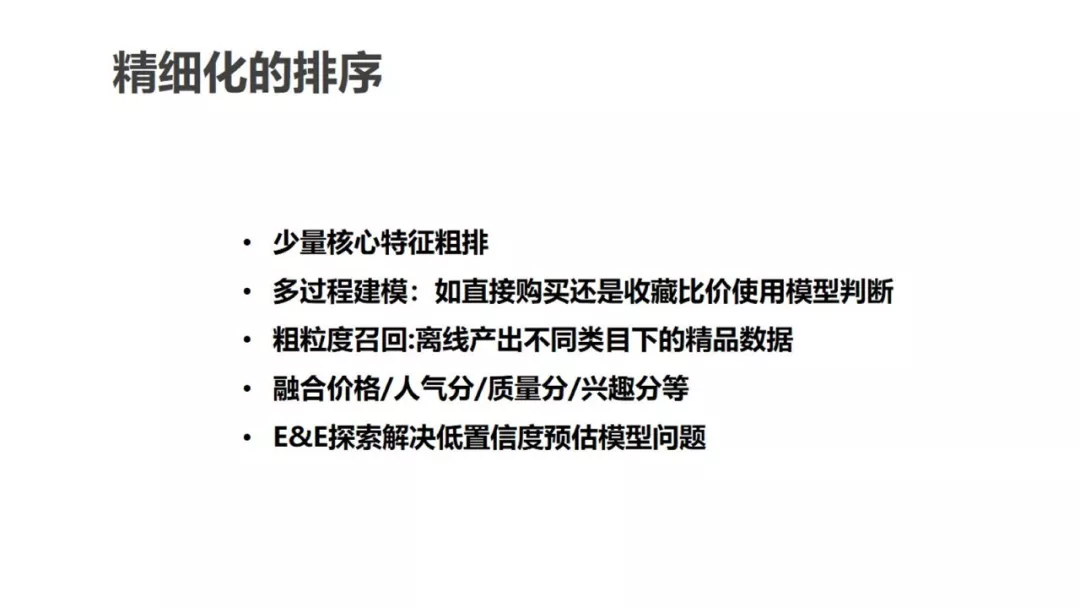 精细化的排序
• 少量核心特征粗排
• 多过程建模：如直接购买还是收藏比价使用模型判断
• 粗粒度召回:离线产出不同类目下的精品数据
• 融合价格/人气分/质量分/兴趣分等
• E&E探索解决低置信度预估模型问题